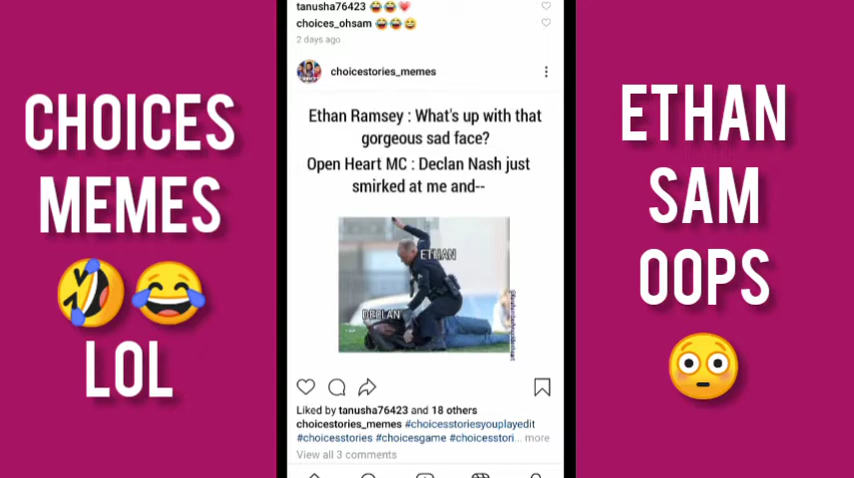 CHOICES
MEMES
🤣😂
LOL
tanusha76423 😂😂❤️
choices_ohsam 😂😂😄
2 days ago
choicestories_memes
Ethan Ramsey : What's up with that
gorgeous sad face?
Open Heart MC : Declan Nash just
smirked at me and--
ETHAN
DECLAN
Liked by tanusha76423 and 18 others
choicestories_memes #choicesstoriesyouplayedit
#choicesstories #choicesgame #choicesstori... more
View all 3 comments
ETHAN
SAM
OOPS
😳